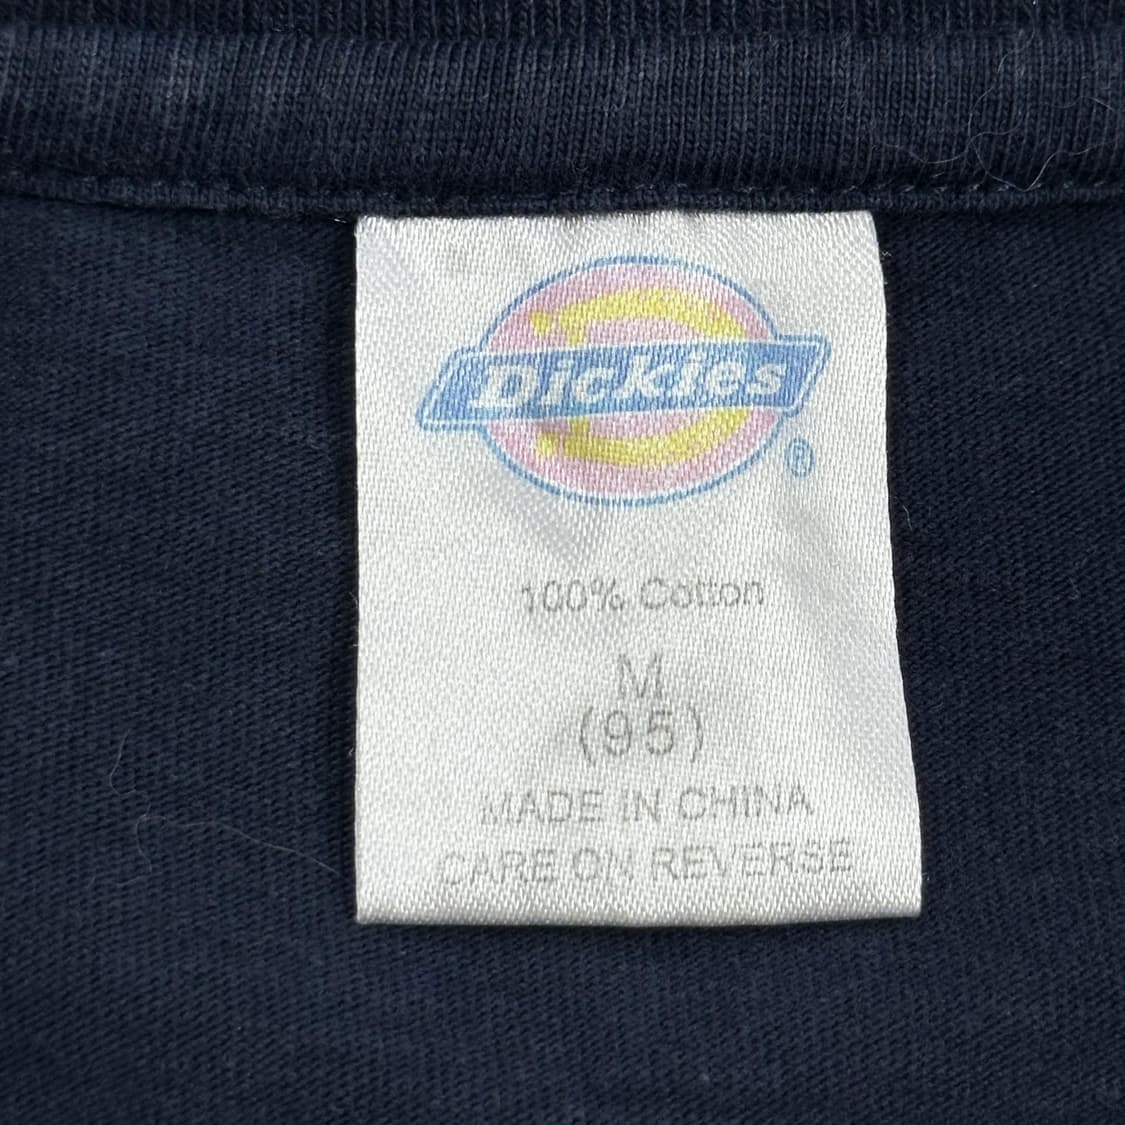 Dickies
®
100% Cotton
M
(95)
MADE IN CHINA
CARE ON REVERSE